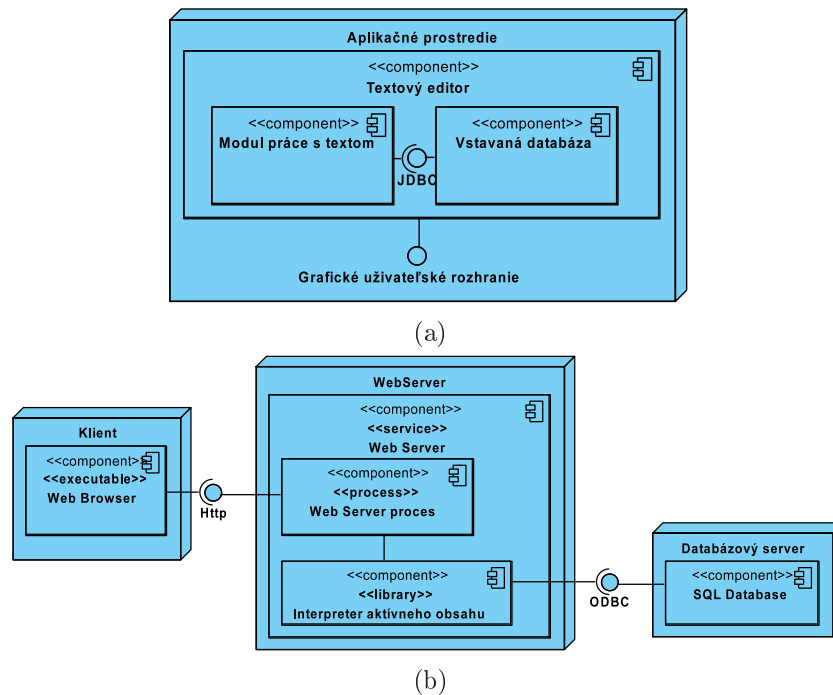 Aplikačné prostredie
<<component>>
Textový editor
<<component>>
Modul práce s textom
<<component>>
Vstavaná databáza
JDBC
Grafické uživateľské rozhranie
(a)
WebServer
<<component>>
<<service>>
Web Server
Klient
<<component>>
<<executable>>
Web Browser
Http
<<component>>
<<process>>
Web Server proces
<<component>>
<<library>>
Interpreter aktívneho obsahu
ODBC
Databázový server
<<component>>
SQL Database
(b)